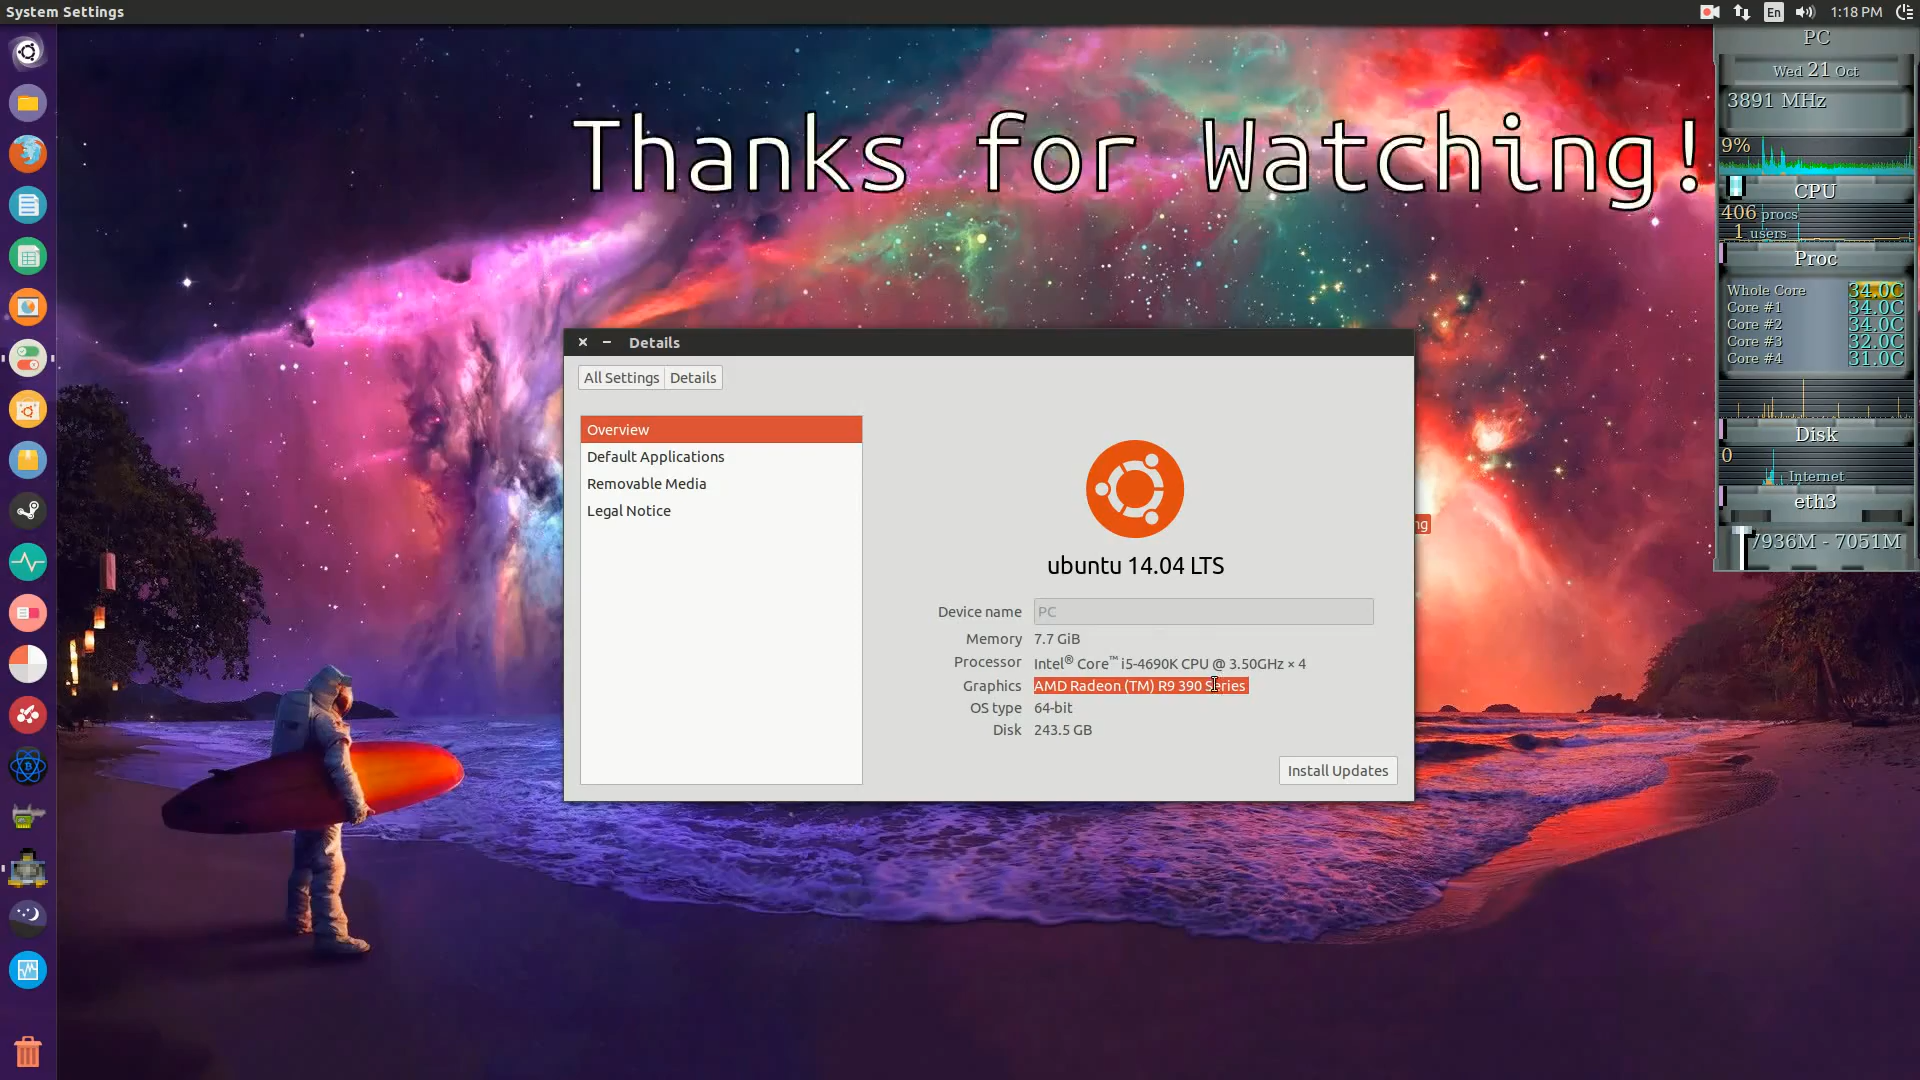 System Settings
En
1:18 PM
Thanks for Watching!
PC
Wed 21 Oct
3891 MHz
9%
CPU
406 procs
1 users
Proc
Whole Core 34.0C
Core #1 34.0C
Core #2 34.0C
Core #3 32.0C
Core #4 31.0C
Disk
0
Internet
eth3
7936M - 7051M
Details
All Settings Details
Overview
Default Applications
Removable Media
Legal Notice
ubuntu 14.04 LTS
Device name PC
Memory 7.7 GiB
Processor Intel® Core™ i5-4690K CPU @ 3.50GHz × 4
Graphics AMD Radeon (TM) R9 390 Series
OS type 64-bit
Disk 243.5 GB
Install Updates